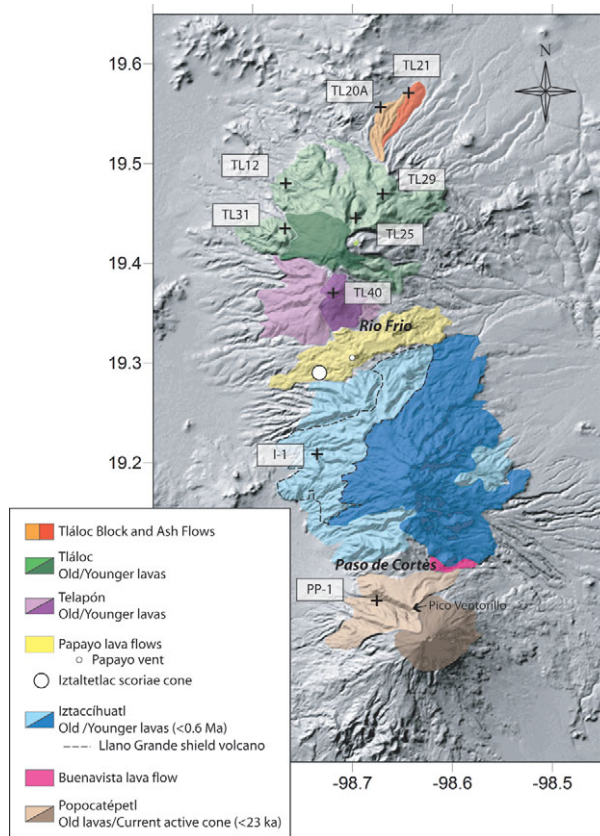 19.6
19.5
19.4
19.3
19.2
-98.7
-98.6
-98.5
N
TL21
TL20A
TL12
TL29
TL31
TL25
TL40
Rio Frio
I-1
Paso de Cortès
PP-1
Pico Ventorillo
Tláloc Block and Ash Flows
Tláloc
Old/Younger lavas
Telapón
Old/Younger lavas
Papayo lava flows
Papayo vent
Iztaltetlac scoriae cone
Iztaccíhuatl
Old /Younger lavas (<0.6 Ma)
Llano Grande shield volcano
Buenavista lava flow
Popocatépetl
Old lavas/Current active cone (<23 ka)